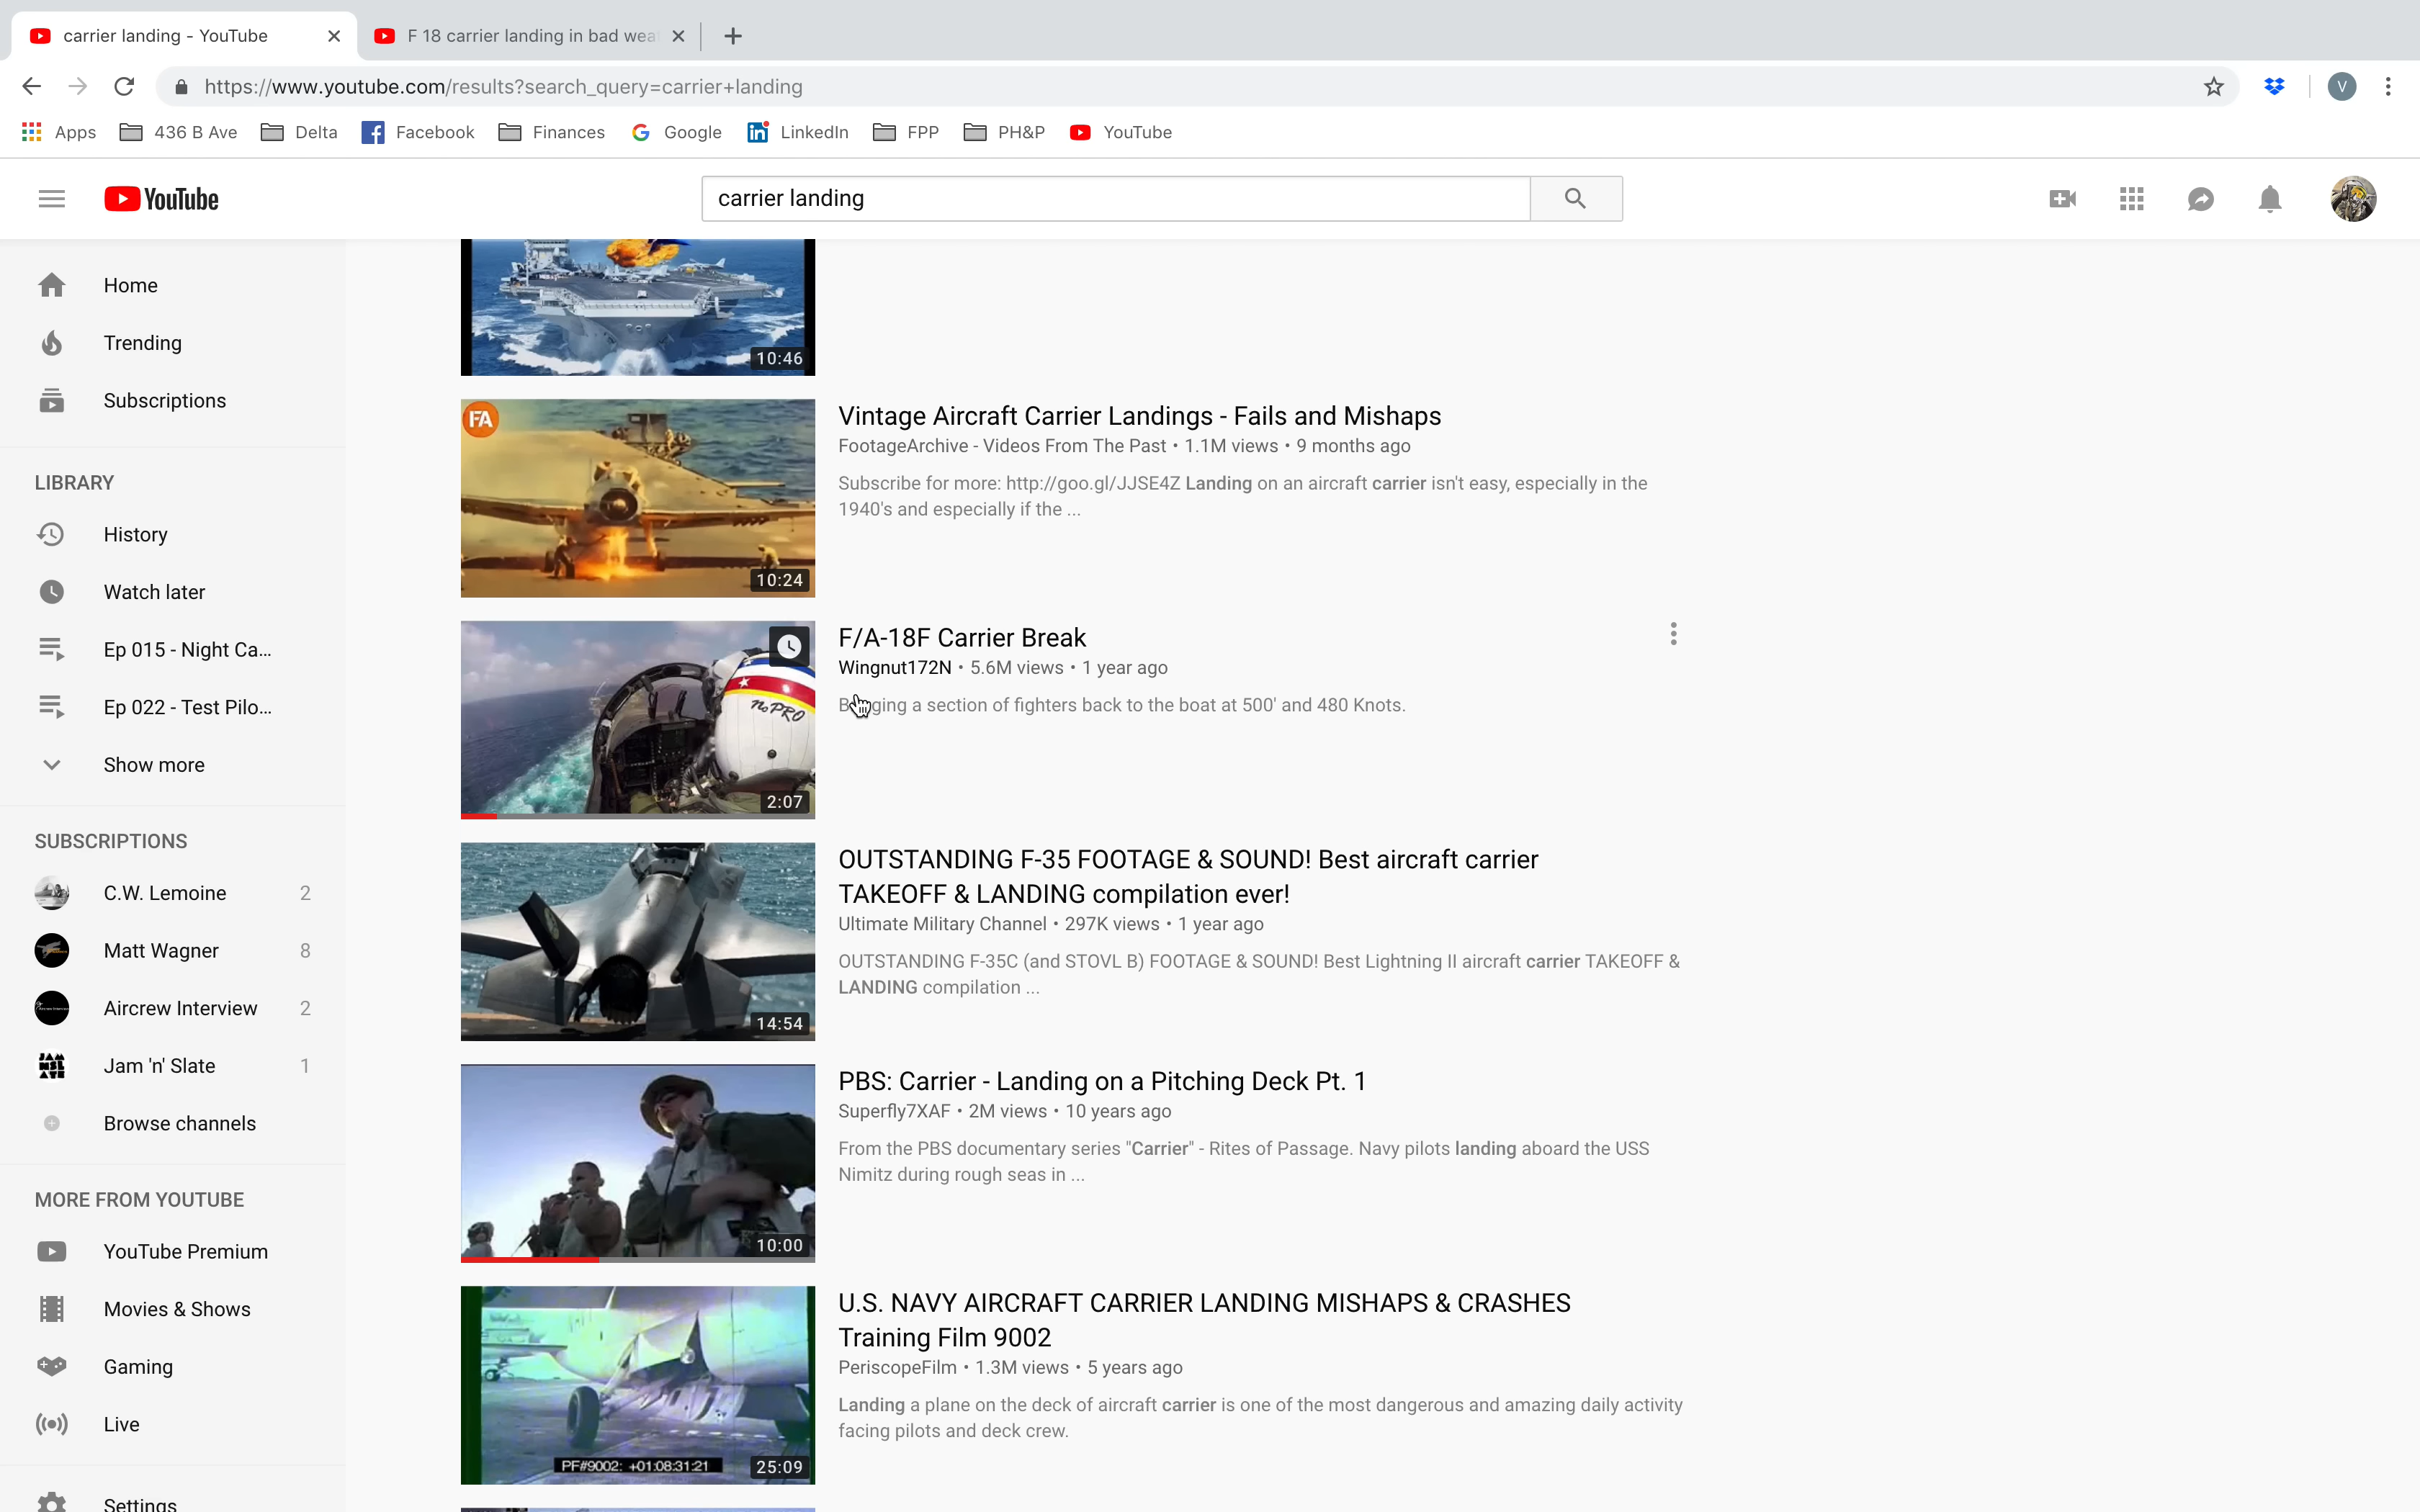 carrier landing - YouTube
F 18 carrier landing in bad wea
https://www.youtube.com/results?search_query=carrier+landing
V
Apps
436 B Ave
Delta
Facebook
Finances
Google
LinkedIn
FPP
PH&P
YouTube
YouTube
carrier landing
Home
Trending
Subscriptions
LIBRARY
History
Watch later
Ep 015 - Night Ca...
Ep 022 - Test Pilo...
Show more
SUBSCRIPTIONS
C.W. Lemoine 2
Matt Wagner 8
Aircrew Interview 2
Jam 'n' Slate 1
Browse channels
MORE FROM YOUTUBE
YouTube Premium
Movies & Shows
Gaming
Live
Settings
10:46
FA
10:24
Vintage Aircraft Carrier Landings - Fails and Mishaps
FootageArchive - Videos From The Past • 1.1M views • 9 months ago
Subscribe for more: http://goo.gl/JJSE4Z Landing on an aircraft carrier isn't easy, especially in the
1940's and especially if the ...
NO PRO
2:07
F/A-18F Carrier Break
Wingnut172N • 5.6M views • 1 year ago
a section of fighters back to the boat at 500' and 480 Knots.
14:54
OUTSTANDING F-35 FOOTAGE & SOUND! Best aircraft carrier
TAKEOFF & LANDING compilation ever!
Ultimate Military Channel • 297K views • 1 year ago
OUTSTANDING F-35C (and STOVL B) FOOTAGE & SOUND! Best Lightning II aircraft carrier TAKEOFF &
LANDING compilation ...
10:00
PBS: Carrier - Landing on a Pitching Deck Pt. 1
Superfly7XAF • 2M views • 10 years ago
From the PBS documentary series "Carrier" - Rites of Passage. Navy pilots landing aboard the USS
Nimitz during rough seas in ...
PF#9002: +01:08:31:21
25:09
U.S. NAVY AIRCRAFT CARRIER LANDING MISHAPS & CRASHES
Training Film 9002
PeriscopeFilm • 1.3M views • 5 years ago
Landing a plane on the deck of aircraft carrier is one of the most dangerous and amazing daily activity
facing pilots and deck crew.